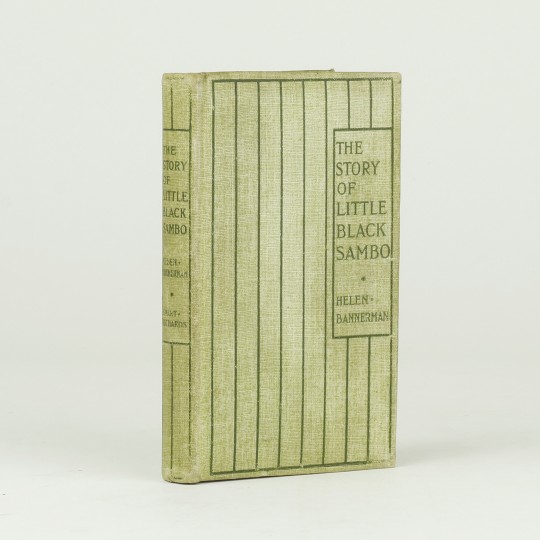 THE
STORY
OF
LITTLE
BLACK
SAMBO
HELEN
BANNERMAN
THE
STORY
OF
LITTLE
BLACK
SAMBO
HELEN
BANNERMAN